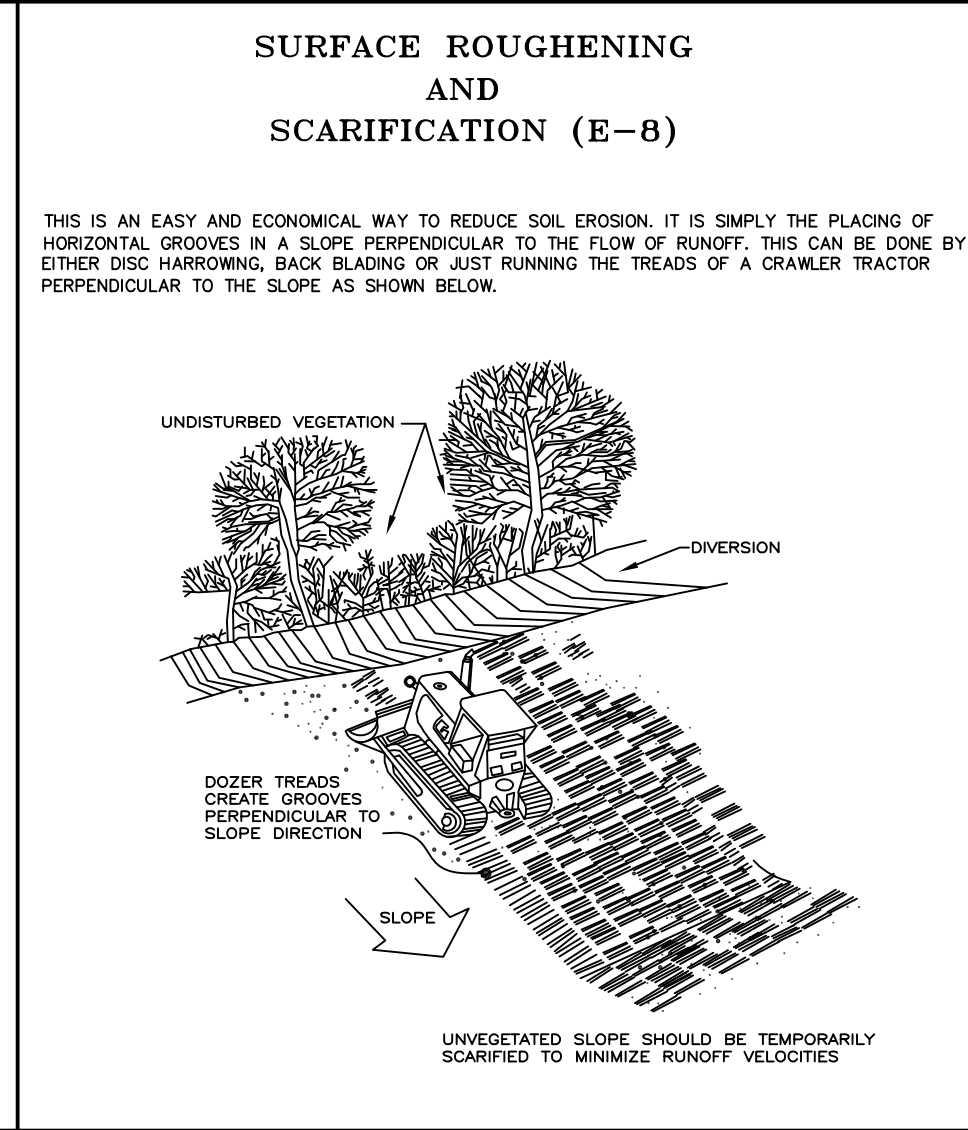 SURFACE ROUGHENING
AND
SCARIFICATION (E-8)
THIS IS AN EASY AND ECONOMICAL WAY TO REDUCE SOIL EROSION. IT IS SIMPLY THE PLACING OF
HORIZONTAL GROOVES IN A SLOPE PERPENDICULAR TO THE FLOW OF RUNOFF. THIS CAN BE DONE BY
EITHER DISC HARROWING, BACK BLADING OR JUST RUNNING THE TREADS OF A CRAWLER TRACTOR
PERPENDICULAR TO THE SLOPE AS SHOWN BELOW.
UNDISTURBED VEGETATION
DIVERSION
DOZER TREADS
CREATE GROOVES
PERPENDICULAR TO
SLOPE DIRECTION
SLOPE
UNVEGETATED SLOPE SHOULD BE TEMPORARILY
SCARIFIED TO MINIMIZE RUNOFF VELOCITIES